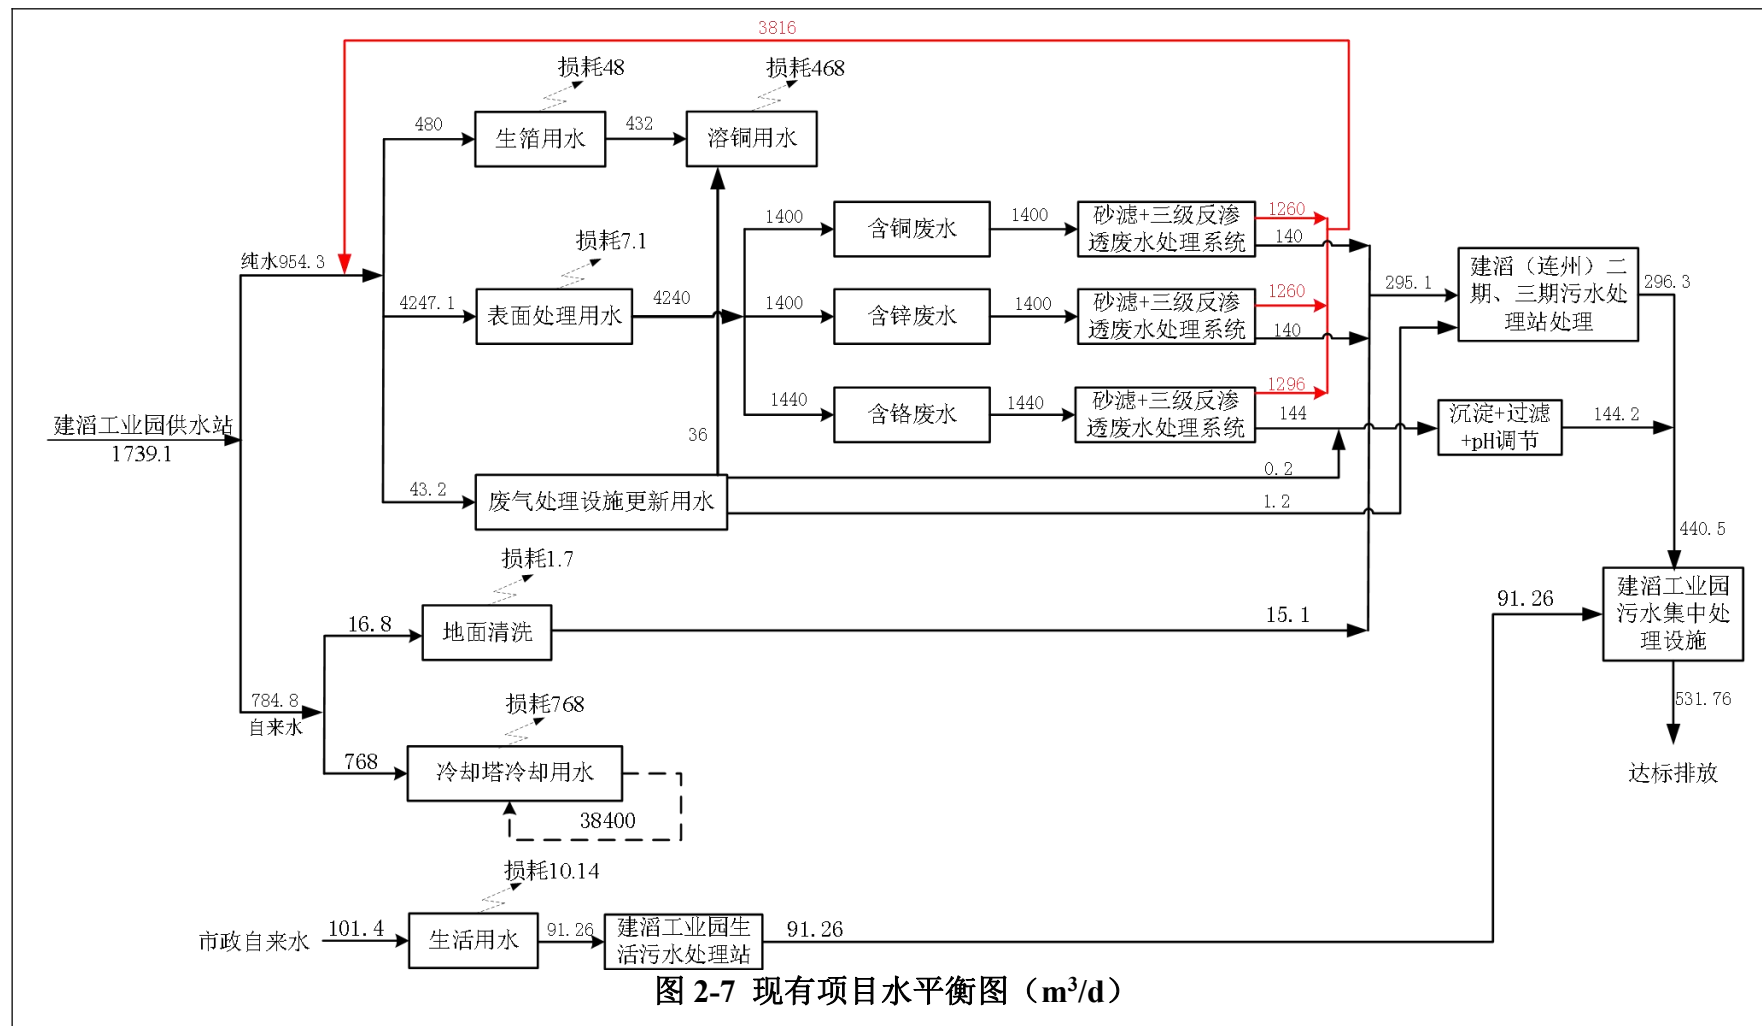 3816
损耗48
损耗468
480
生箔用水
432
溶铜用水
损耗7.1
1400
含铜废水
1400
砂滤+三级反渗
透废水处理系统
1260
140
纯水954.3
4247.1
表面处理用水
4240
1400
含锌废水
1400
砂滤+三级反渗
透废水处理系统
1260
140
295.1
建滔（连州）二
期、三期污水处
理站处理
296.3
建滔工业园供水站
1739.1
1440
含铬废水
1440
砂滤+三级反渗
透废水处理系统
1296
144
沉淀+过滤
+pH调节
144.2
36
43.2
废气处理设施更新用水
0.2
1.2
440.5
损耗1.7
16.8
地面清洗
15.1
91.26
建滔工业园
污水集中处
理设施
784.8
自来水
损耗768
768
冷却塔冷却用水
38400
531.76
达标排放
损耗10.14
市政自来水
101.4
生活用水
91.26
建滔工业园生
活污水处理站
91.26
图 2-7 现有项目水平衡图（m³/d）